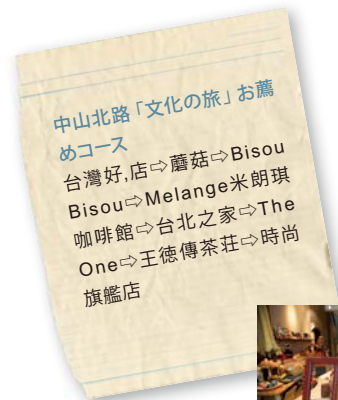 中山北路「文化の旅」お薦
めコース
台灣好,店⇨蘑菇⇨Bisou
Bisou⇨Melange米朗琪
咖啡館⇨台北之家⇨The
One⇨王德傳茶荘⇨時尚
旗艦店